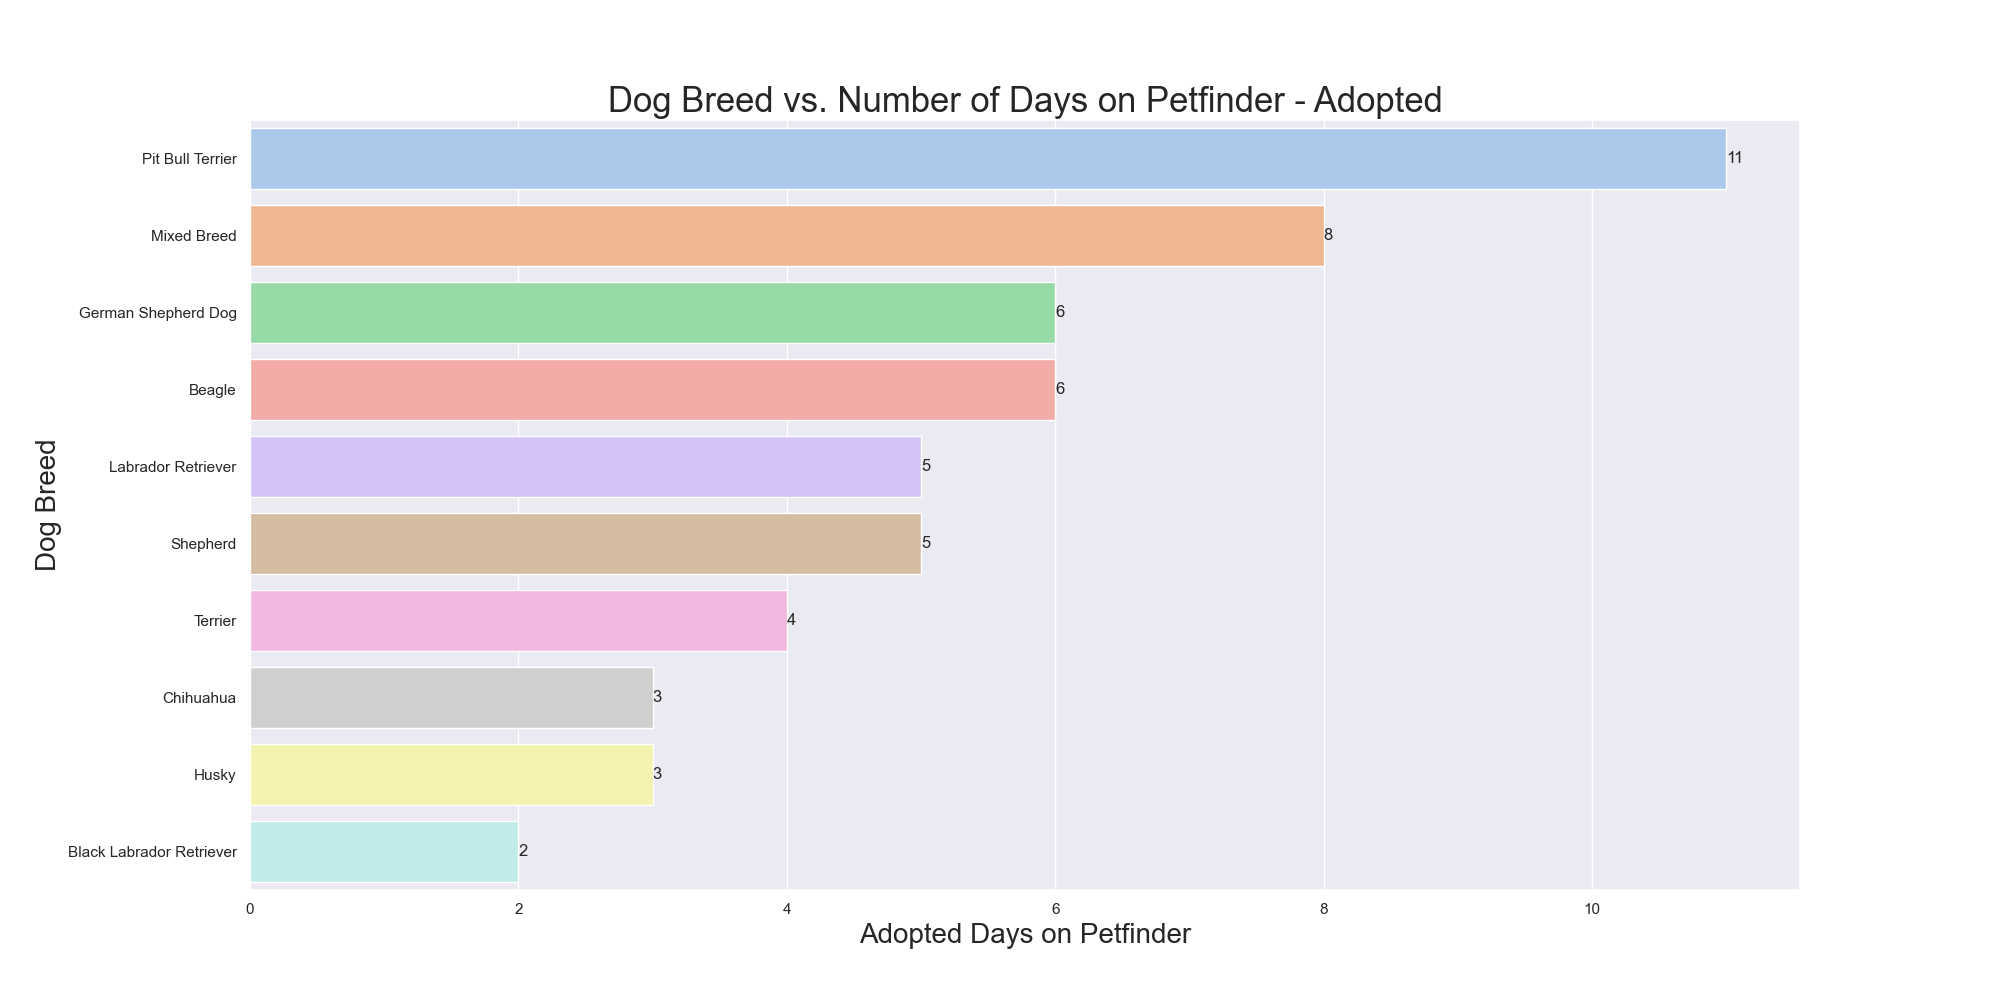 Dog Breed vs. Number of Days on Petfinder - Adopted
Pit Bull Terrier 11
Mixed Breed 8
German Shepherd Dog 6
Beagle 6
Labrador Retriever 5
Shepherd 5
Terrier 4
Chihuahua 3
Husky 3
Black Labrador Retriever 2
Dog Breed
0 2 4 6 8 10
Adopted Days on Petfinder